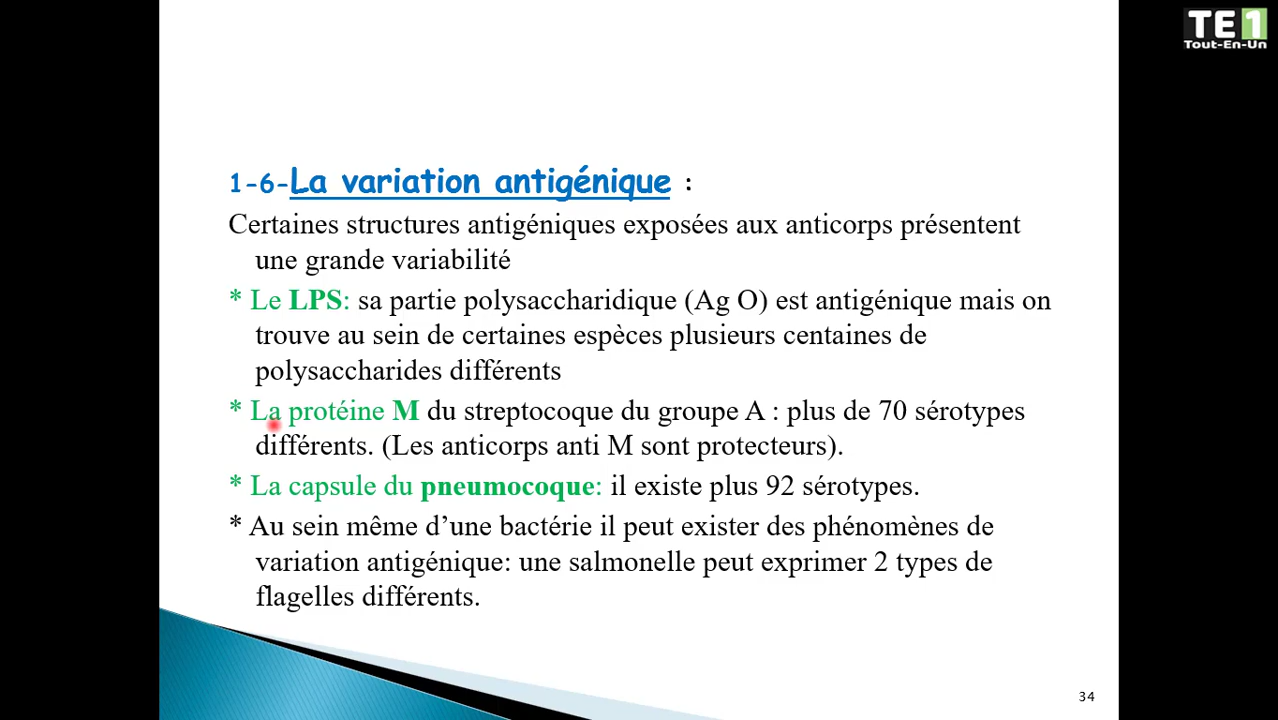 TE1
Tout-En-Un
1-6-La variation antigénique :
Certaines structures antigéniques exposées aux anticorps présentent
une grande variabilité
* Le LPS: sa partie polysaccharidique (Ag O) est antigénique mais on
trouve au sein de certaines espèces plusieurs centaines de
polysaccharides différents
* La protéine M du streptocoque du groupe A : plus de 70 sérotypes
différents. (Les anticorps anti M sont protecteurs).
* La capsule du pneumocoque: il existe plus 92 sérotypes.
* Au sein même d’une bactérie il peut exister des phénomènes de
variation antigénique: une salmonelle peut exprimer 2 types de
flagelles différents.
34